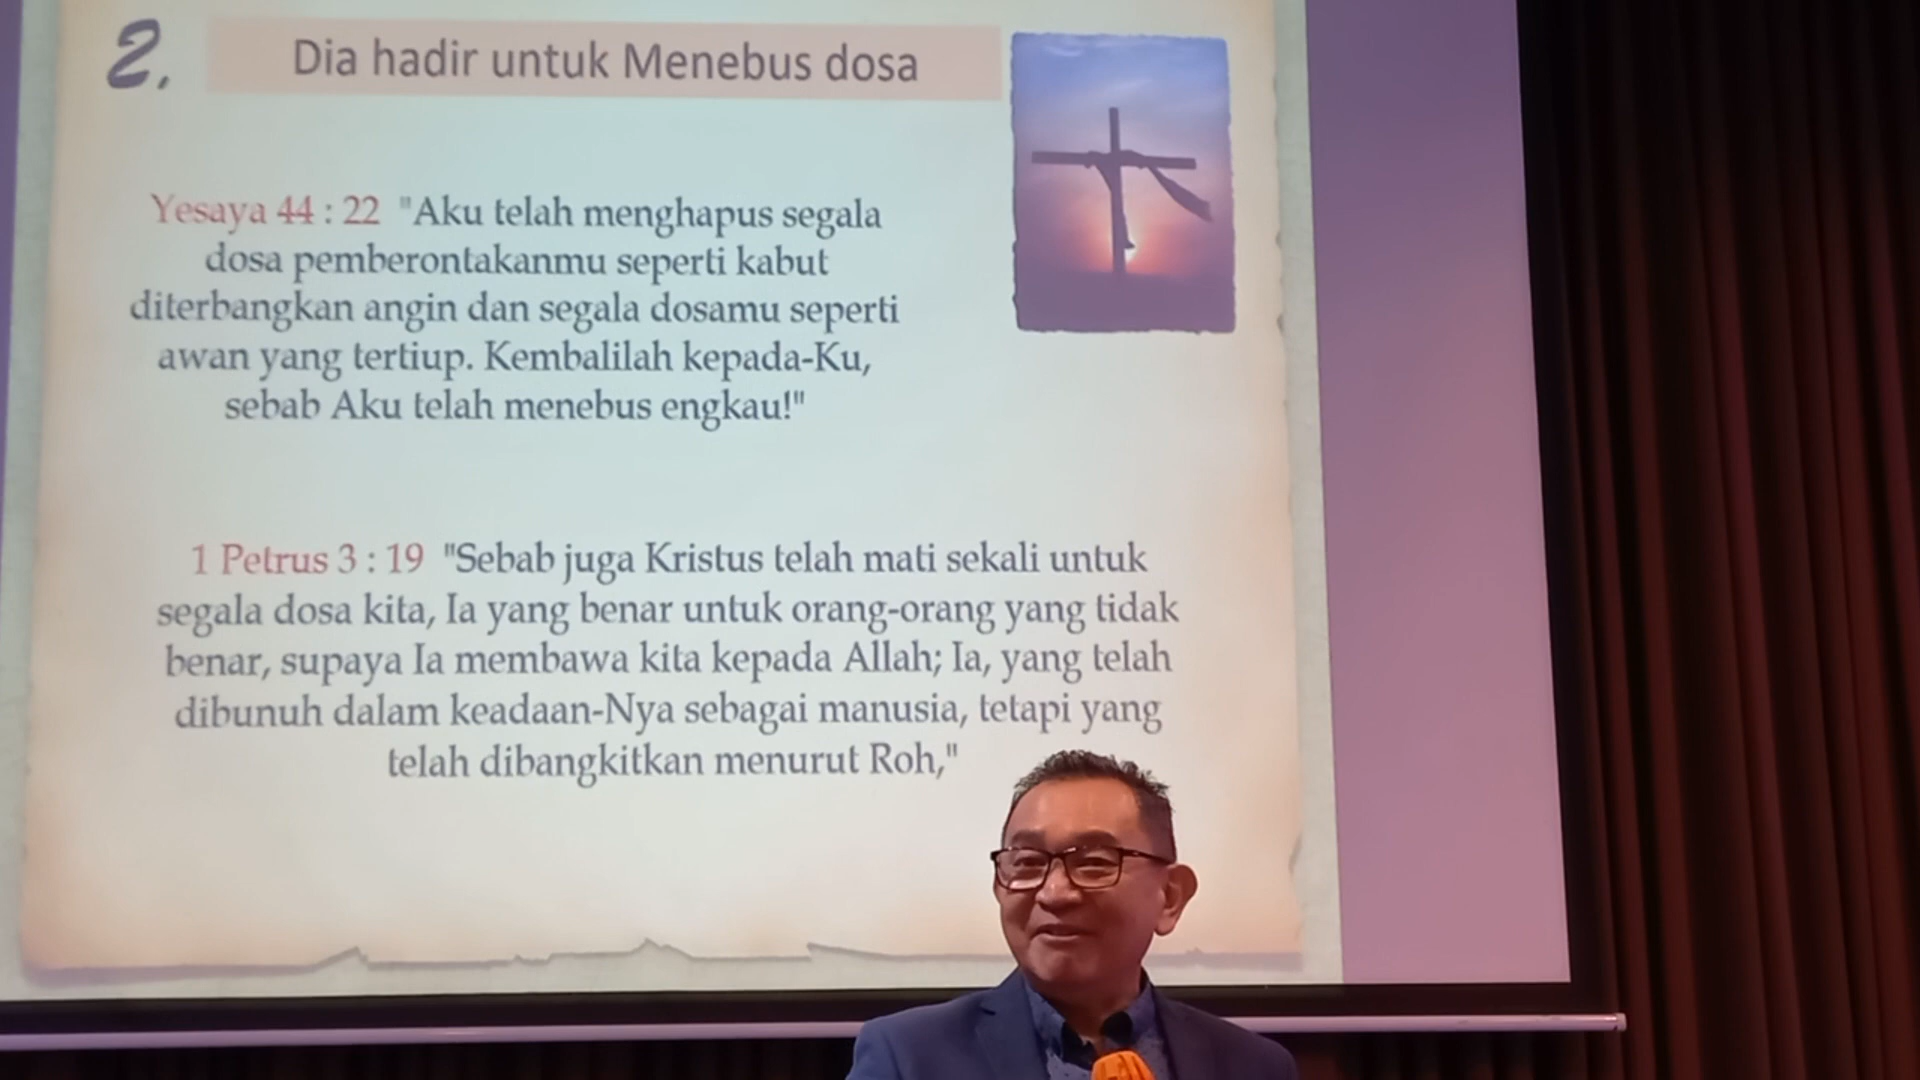 2. Dia hadir untuk Menebus dosa
Yesaya 44 : 22 "Aku telah menghapus segala
dosa pemberontakanmu seperti kabut
diterbangkan angin dan segala dosamu seperti
awan yang tertiup. Kembalilah kepada-Ku,
sebab Aku telah menebus engkau!"
1 Petrus 3 : 19 "Sebab juga Kristus telah mati sekali untuk
segala dosa kita, Ia yang benar untuk orang-orang yang tidak
benar, supaya Ia membawa kita kepada Allah; Ia, yang telah
dibunuh dalam keadaan-Nya sebagai manusia, tetapi yang
telah dibangkitkan menurut Roh,"